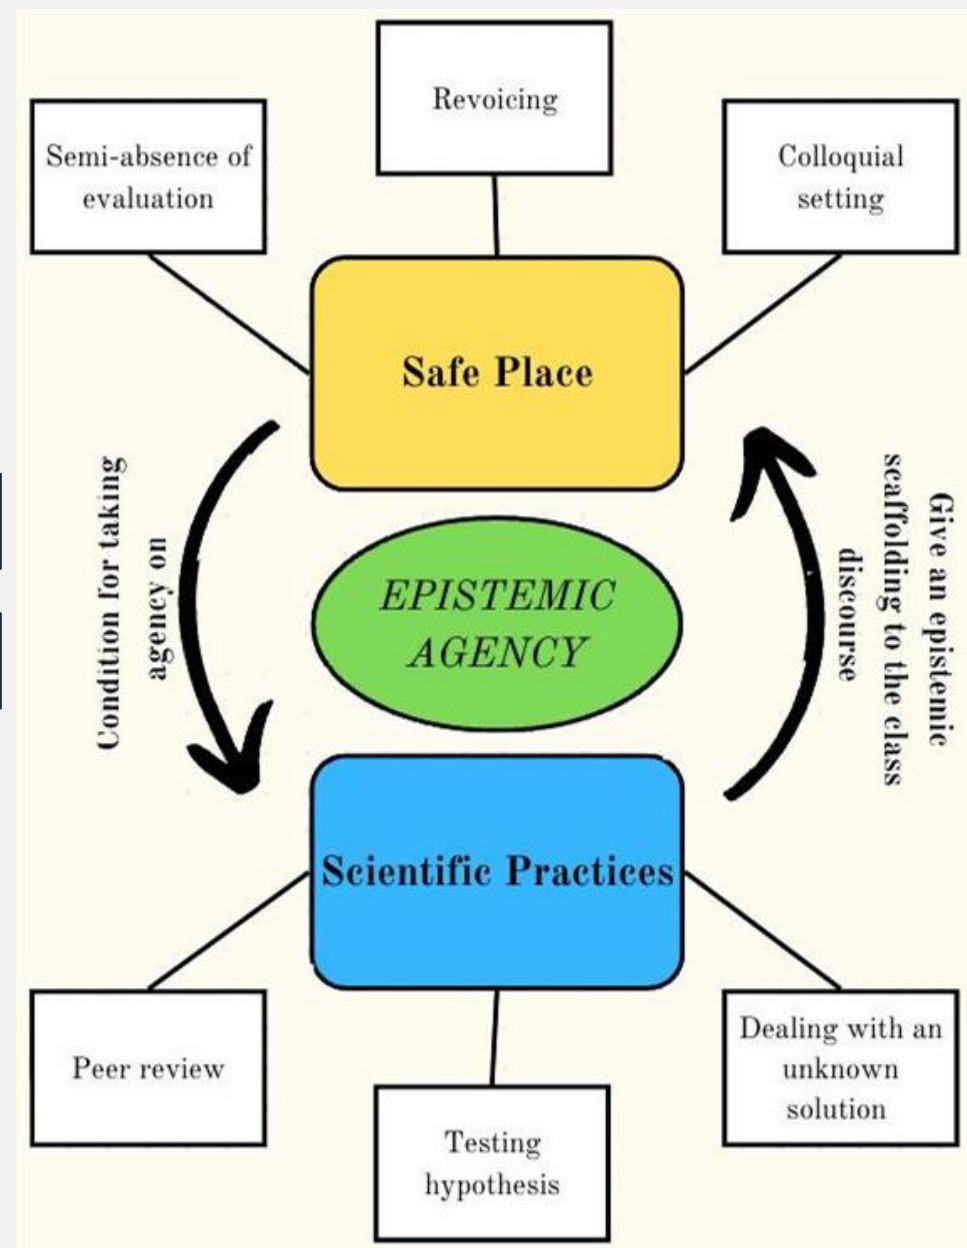 Revoicing
Semi-absence of
evaluation
Colloquial
setting
Safe Place
Condition for taking
agency on
EPISTEMIC
AGENCY
Give an epistemic
scaffolding to the class
discourse
Scientific Practices
Peer review
Testing
hypothesis
Dealing with an
unknown
solution